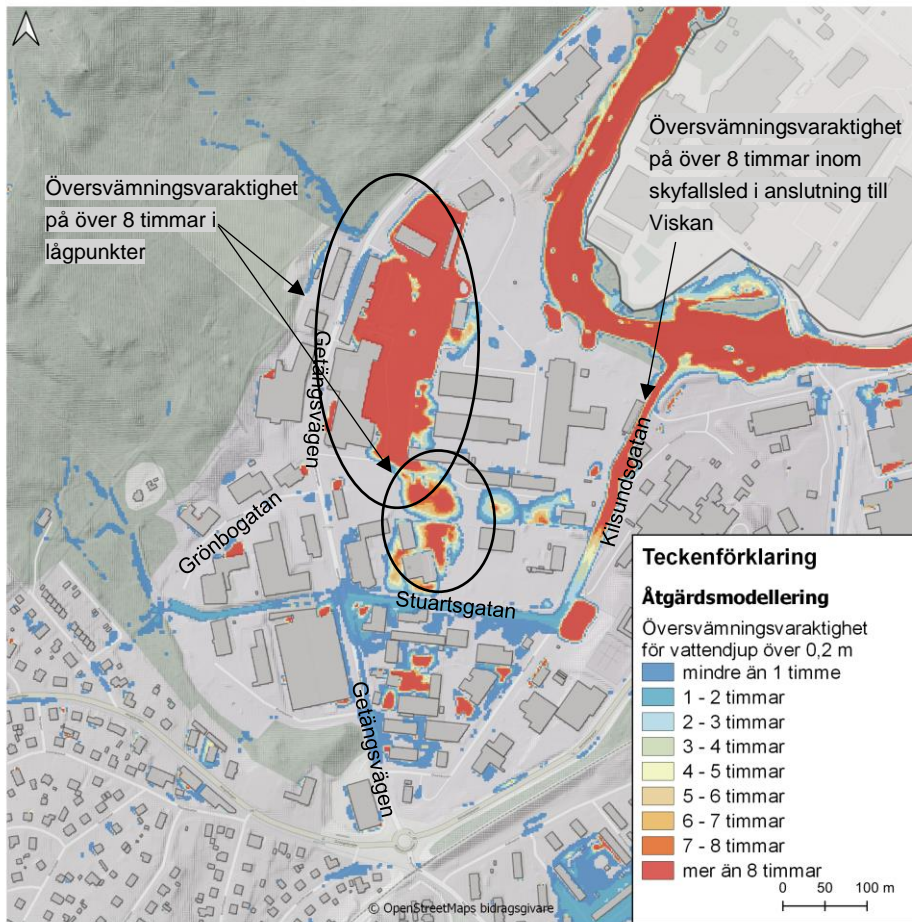 Översvämningsvaraktighet
på över 8 timmar inom
skyfallsled i anslutning till
Viskan
Översvämningsvaraktighet
på över 8 timmar i
lågpunkter
Getängsvägen
Kilsundsgatan
Grönbogatan
Stuartsgatan
Getängsvägen
Teckenförklaring
Åtgärdsmodellering
Översvämningsvaraktighet
för vattendjup över 0,2 m
mindre än 1 timme
1 - 2 timmar
2 - 3 timmar
3 - 4 timmar
4 - 5 timmar
5 - 6 timmar
6 - 7 timmar
7 - 8 timmar
mer än 8 timmar
0 50 100 m
© OpenStreetMaps bidragsgivare